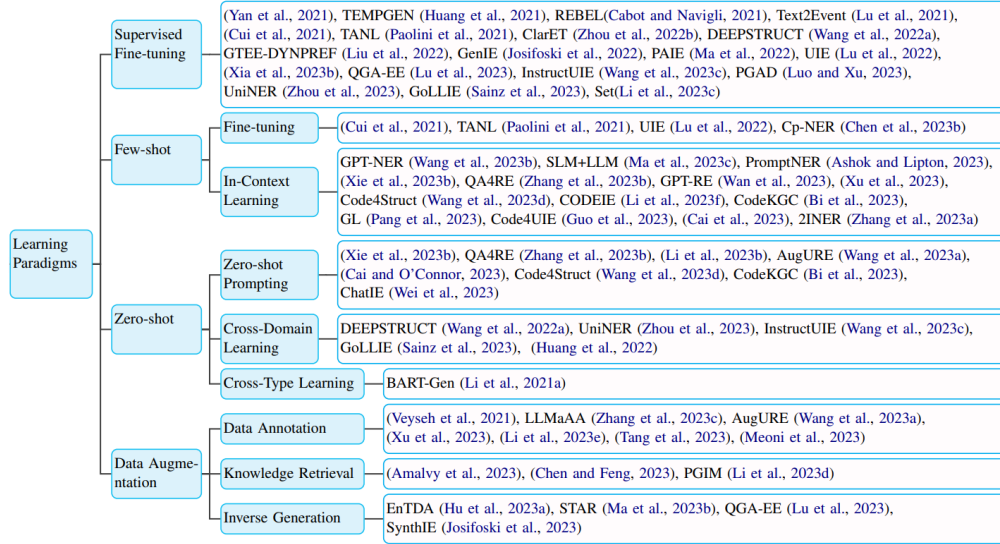 Supervised
Fine-tuning
(Yan et al., 2021), TEMPGEN (Huang et al., 2021), REBEL(Cabot and Navigli, 2021), Text2Event (Lu et al., 2021),
(Cui et al., 2021), TANL (Paolini et al., 2021), ClarET (Zhou et al., 2022b), DEEPSTRUCT (Wang et al., 2022a),
GTEE-DYNPREF (Liu et al., 2022), GenIE (Josifoski et al., 2022), PAIE (Ma et al., 2022), UIE (Lu et al., 2022),
(Xia et al., 2023b), QGA-EE (Lu et al., 2023), InstructUIE (Wang et al., 2023c), PGAD (Luo and Xu, 2023),
UniNER (Zhou et al., 2023), GoLLIE (Sainz et al., 2023), Set(Li et al., 2023c)
Few-shot
Fine-tuning
(Cui et al., 2021), TANL (Paolini et al., 2021), UIE (Lu et al., 2022), Cp-NER (Chen et al., 2023b)
In-Context
Learning
GPT-NER (Wang et al., 2023b), SLM+LLM (Ma et al., 2023c), PromptNER (Ashok and Lipton, 2023),
(Xie et al., 2023b), QA4RE (Zhang et al., 2023b), GPT-RE (Wan et al., 2023), (Xu et al., 2023),
Code4Struct (Wang et al., 2023d), CODEIE (Li et al., 2023f), CodeKGC (Bi et al., 2023),
GL (Pang et al., 2023), Code4UIE (Guo et al., 2023), (Cai et al., 2023), 2INER (Zhang et al., 2023a)
Learning
Paradigms
Zero-shot
Zero-shot
Prompting
(Xie et al., 2023b), QA4RE (Zhang et al., 2023b), (Li et al., 2023b), AugURE (Wang et al., 2023a),
(Cai and O'Connor, 2023), Code4Struct (Wang et al., 2023d), CodeKGC (Bi et al., 2023),
ChatIE (Wei et al., 2023)
Cross-Domain
Learning
DEEPSTRUCT (Wang et al., 2022a), UniNER (Zhou et al., 2023), InstructUIE (Wang et al., 2023c),
GoLLIE (Sainz et al., 2023), (Huang et al., 2022)
Cross-Type Learning
BART-Gen (Li et al., 2021a)
Data Augme-
ntation
Data Annotation
(Veyseh et al., 2021), LLMaAA (Zhang et al., 2023c), AugURE (Wang et al., 2023a),
(Xu et al., 2023), (Li et al., 2023e), (Tang et al., 2023), (Meoni et al., 2023)
Knowledge Retrieval
(Amalvy et al., 2023), (Chen and Feng, 2023), PGIM (Li et al., 2023d)
Inverse Generation
EnTDA (Hu et al., 2023a), STAR (Ma et al., 2023b), QGA-EE (Lu et al., 2023),
SynthIE (Josifoski et al., 2023)